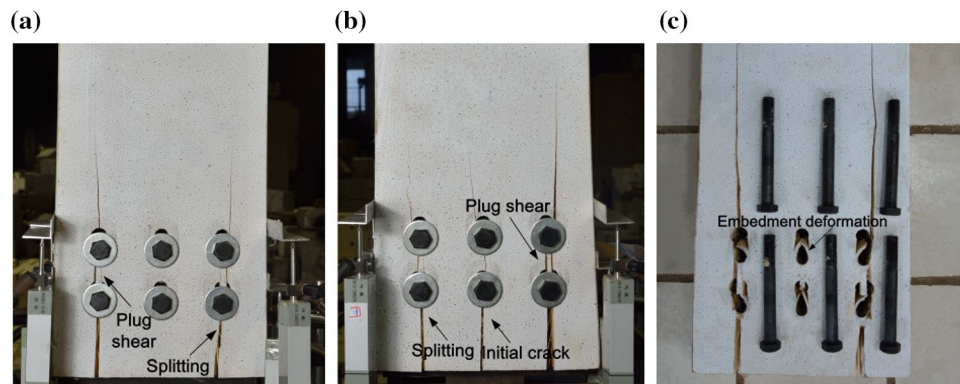 (a)
(b)
(c)
Plug
shear
Splitting
Plug shear
Splitting
Initial crack
Embedment deformation